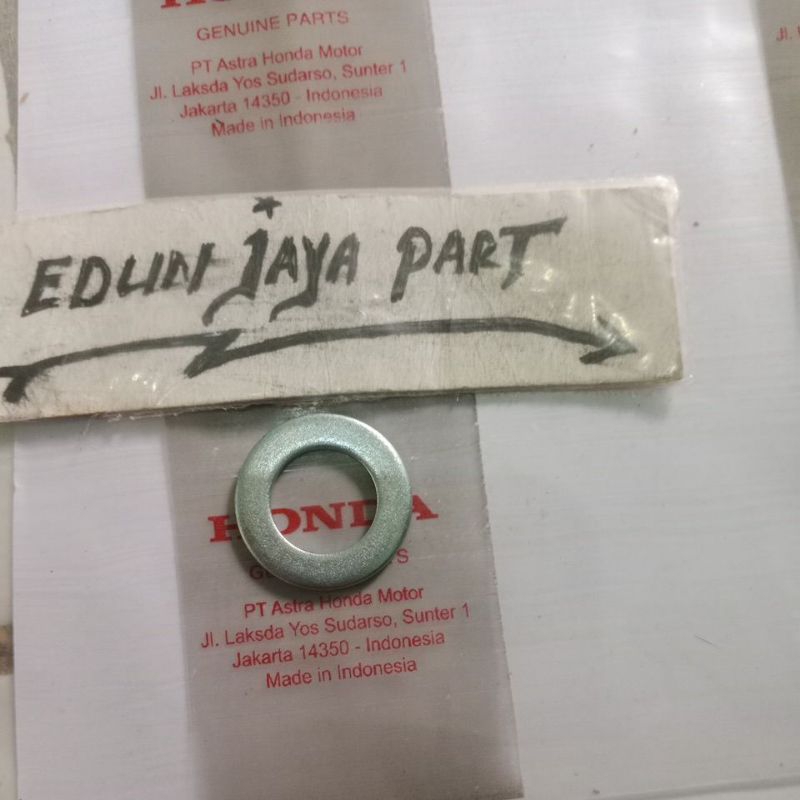 GENUINE PARTS
PT Astra Honda Motor
Jl. Laksda Yos Sudarso, Sunter 1
Jakarta 14350 - Indonesia
Made in Indonesia
Jl.
EDUN JAYA PART
HONDA
PT Astra Honda Motor
Jl. Laksda Yos Sudarso, Sunter 1
Jakarta 14350 - Indonesia
Made in Indonesia